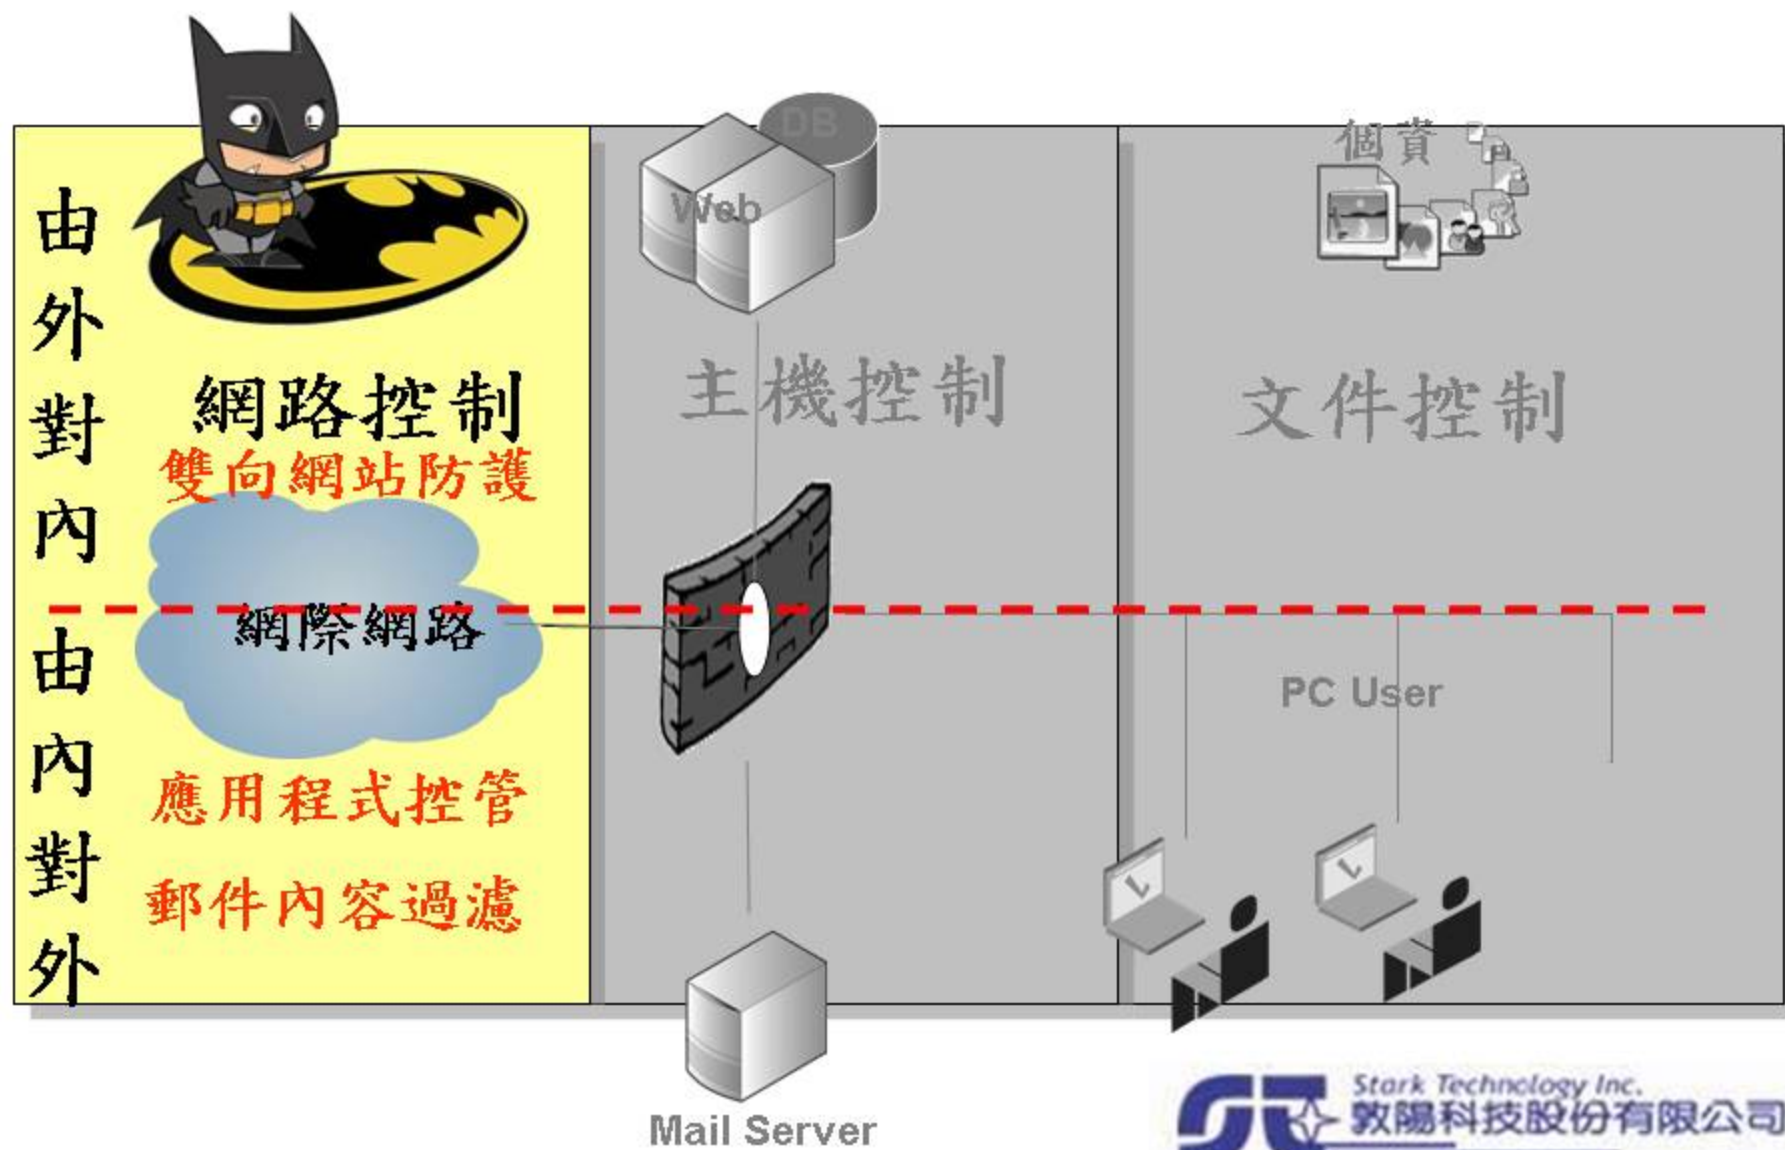 由外對內
由內對外
網路控制
雙向網站防護
網際網路
應用程式控管
郵件內容過濾
DB
Web
主機控制
Mail Server
個資
文件控制
PC User
Stark Technology Inc.
敦陽科技股份有限公司